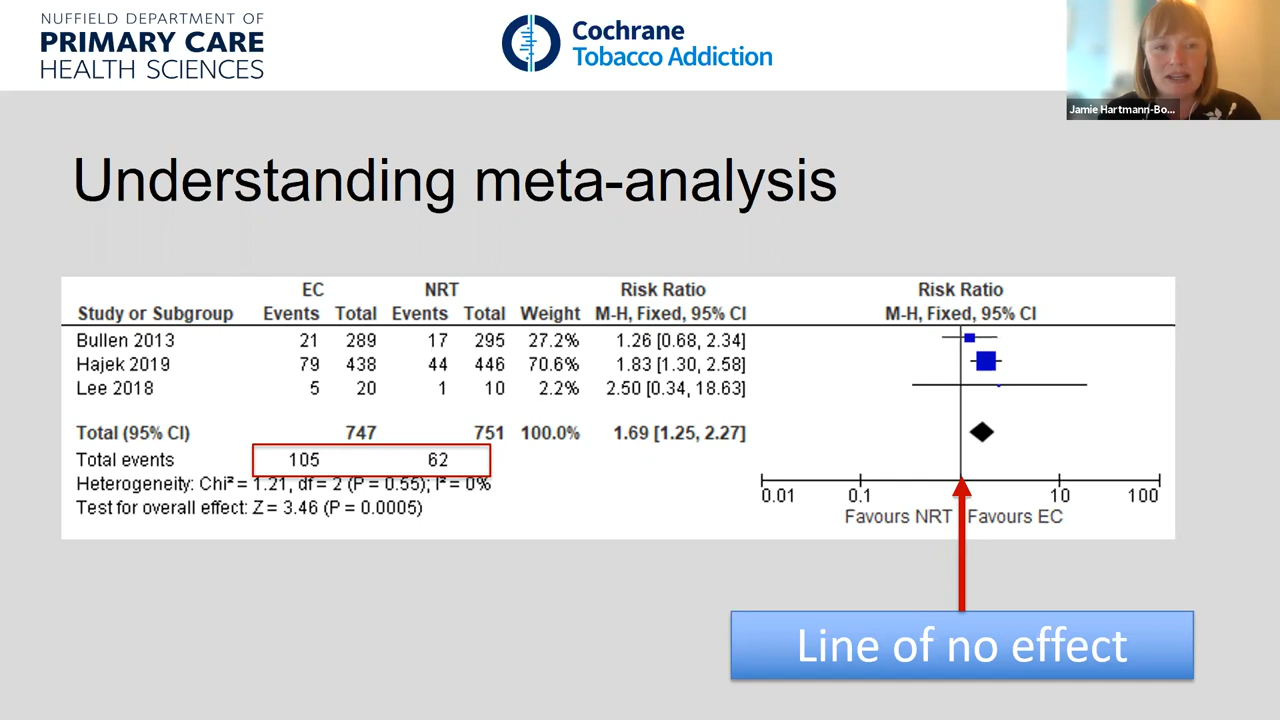 NUFFIELD DEPARTMENT OF
PRIMARY CARE
HEALTH SCIENCES
Cochrane
Tobacco Addiction
Jamie Hartmann-Bo...
Understanding meta-analysis
EC NRT Risk Ratio Risk Ratio
Study or Subgroup Events Total Events Total Weight M-H, Fixed, 95% CI M-H, Fixed, 95% CI
Bullen 2013 21 289 17 295 27.2% 1.26 [0.68, 2.34]
Hajek 2019 79 438 44 446 70.6% 1.83 [1.30, 2.58]
Lee 2018 5 20 1 10 2.2% 2.50 [0.34, 18.63]
Total (95% CI) 747 751 100.0% 1.69 [1.25, 2.27]
Total events 105 62
Heterogeneity: Chi² = 1.21, df = 2 (P = 0.55); I² = 0%
Test for overall effect: Z = 3.46 (P = 0.0005)
0.01 0.1 10 100
Favours NRT Favours EC
Line of no effect